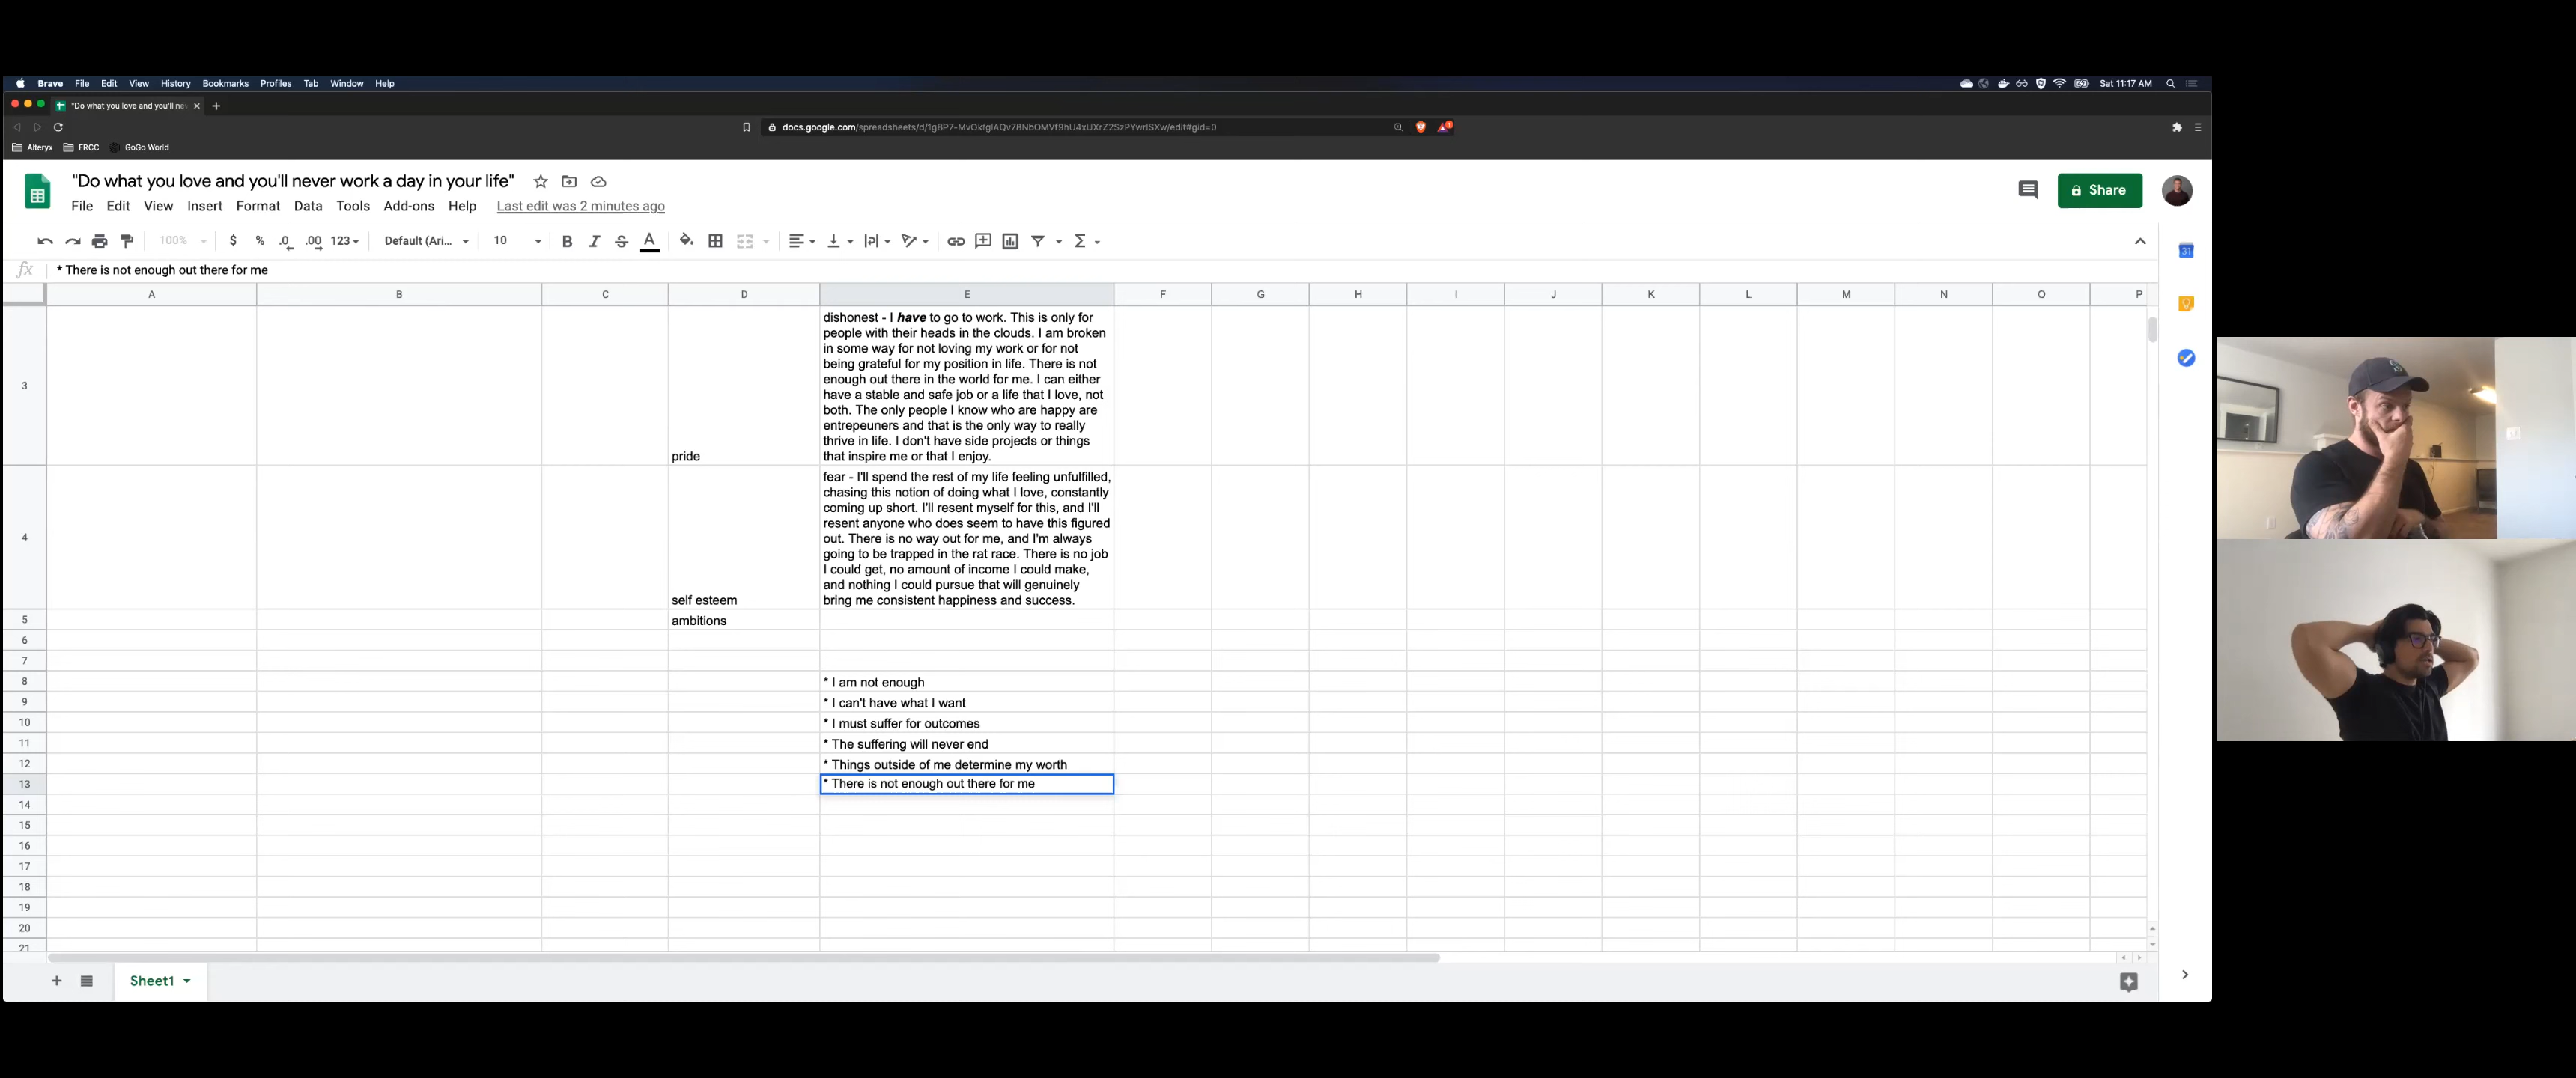 Brave File Edit View History Bookmarks Profiles Tab Window Help
Sat 11:17 AM
"Do what you love and you'll nev
docs.google.com/spreadsheets/d/
Alteryx FRCC GoGo World
"Do what you love and you'll never work a day in your life"
Share
File Edit View Insert Format Data Tools Add-ons Help Last edit was 2 minutes ago
100% $ % .0 .00 123 Default (Ari... 10 B I S A
fx * There is not enough out there for me
31
A B C D E F G H I J K L M N O P
dishonest - I have to go to work. This is only for
people with their heads in the clouds. I am broken
in some way for not loving my work or for not
being grateful for my position in life. There is not
enough out there in the world for me. I can either
have a stable and safe job or a life that I love, not
both. The only people I know who are happy are
entrepeuners and that is the only way to really
thrive in life. I don't have side projects or things
that inspire me or that I enjoy.
3
pride
fear - I'll spend the rest of my life feeling unfulfilled,
chasing this notion of doing what I love, constantly
coming up short. I'll resent myself for this, and I'll
resent anyone who does seem to have this figured
out. There is no way out for me, and I'm always
going to be trapped in the rat race. There is no job
I could get, no amount of income I could make,
and nothing I could pursue that will genuinely
bring me consistent happiness and success.
4
self esteem
5 ambitions
6
7
8 * I am not enough
9 * I can't have what I want
10 * I must suffer for outcomes
11 * The suffering will never end
12 * Things outside of me determine my worth
13 * There is not enough out there for me
14
15
16
17
18
19
20
21
Sheet1